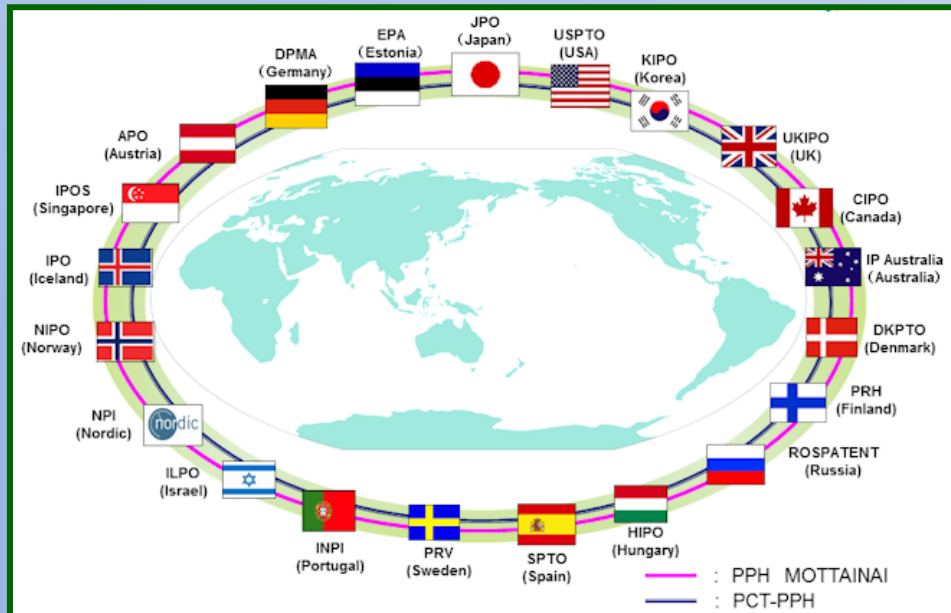 JPO
(Japan)
USPTO
(USA)
KIPO
(Korea)
UKIPO
(UK)
CIPO
(Canada)
IP Australia
(Australia)
DKPTO
(Denmark)
PRH
(Finland)
ROSPATENT
(Russia)
HIPO
(Hungary)
SPTO
(Spain)
PRV
(Sweden)
INPI
(Portugal)
ILPO
(Israel)
NPI
(Nordic)
nordic
NIPO
(Norway)
IPO
(Iceland)
IPOS
(Singapore)
APO
(Austria)
DPMA
(Germany)
EPA
(Estonia)
: PPH MOTTAINAI
: PCT-PPH